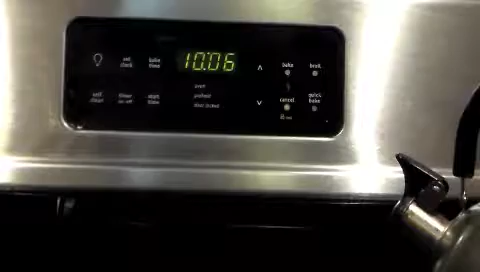 set clock
bake time
10:06
bake
broil
self clean
timer on-off
start time
oven
preheat
door locked
cancel
quick bake